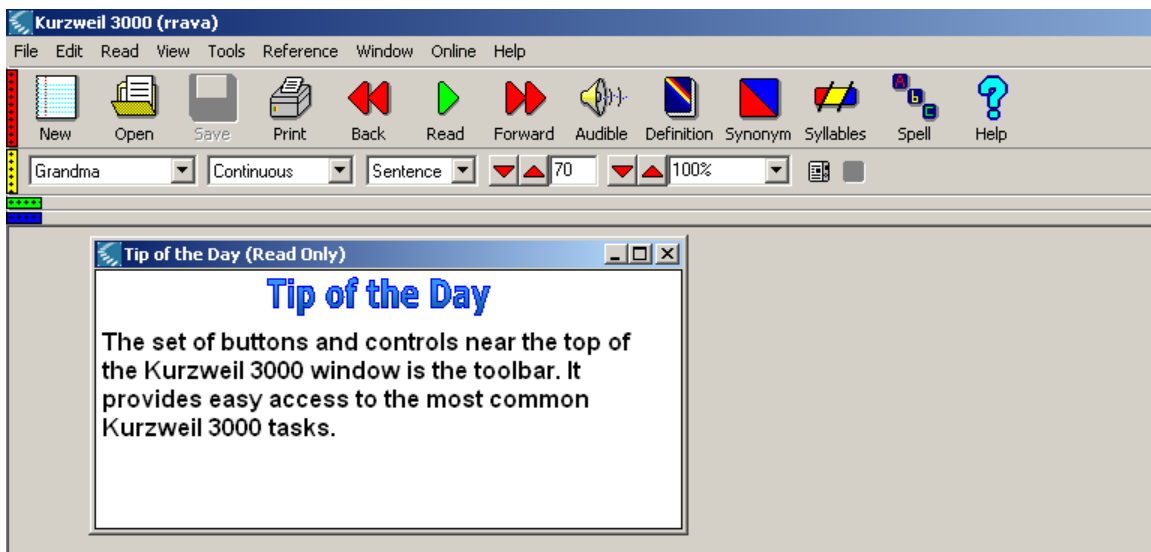 Kurzweil 3000 (rrava)
File Edit Read View Tools Reference Window Online Help
New Open Save Print Back Read Forward Audible Definition Synonym Syllables Spell Help
Grandma Continuous Sentence 70 100%
Tip of the Day (Read Only)
Tip of the Day
The set of buttons and controls near the top of
the Kurzweil 3000 window is the toolbar. It
provides easy access to the most common
Kurzweil 3000 tasks.